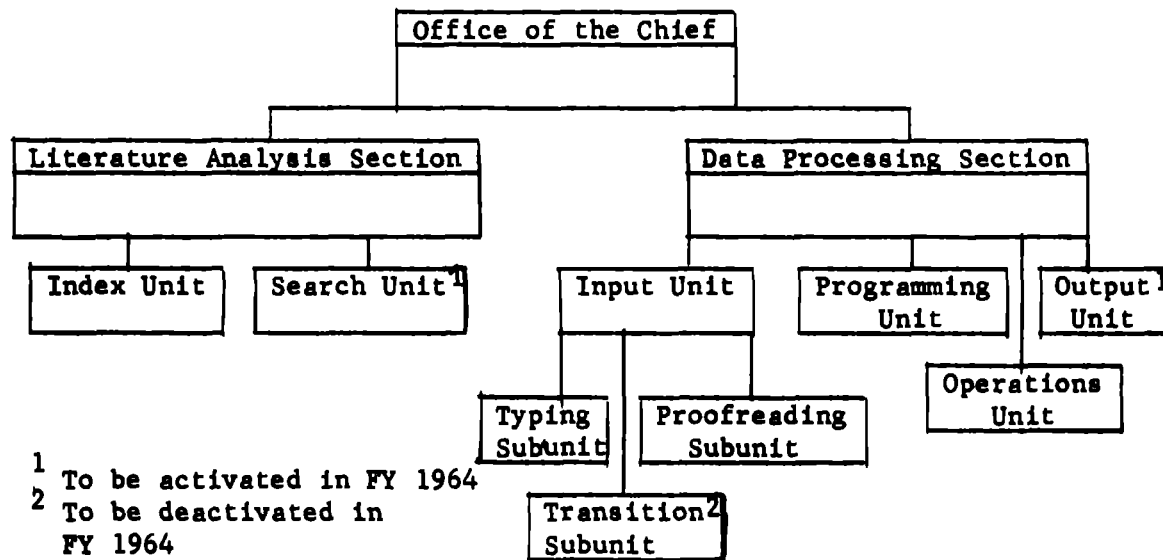 Office of the Chief
Literature Analysis Section
Data Processing Section
Index Unit
Search Unit1
Input Unit
Programming
Unit
Output1
Unit
Operations
Unit
Typing
Subunit
Proofreading
Subunit
Transition2
Subunit
1 To be activated in FY 1964
2 To be deactivated in
FY 1964